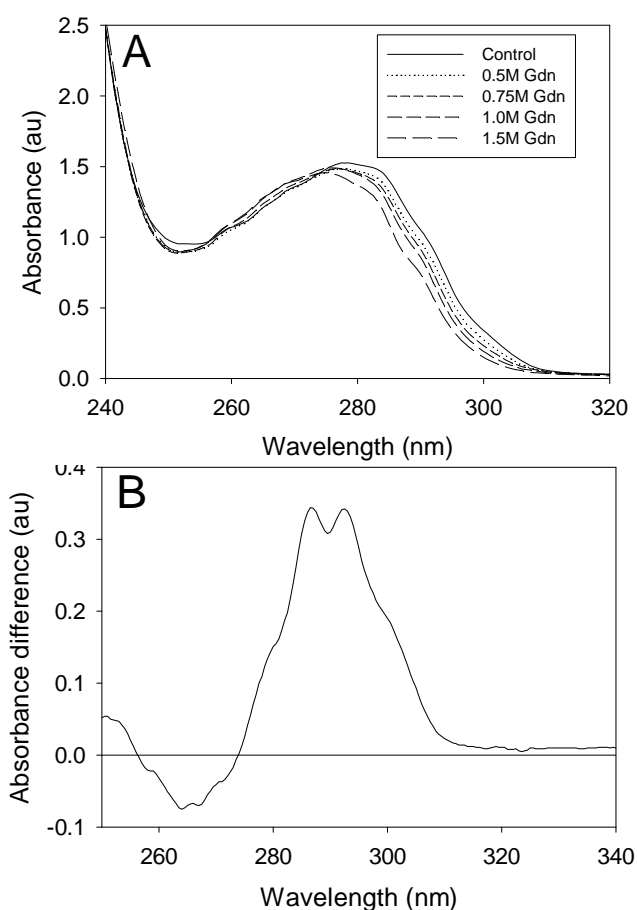 A
Control
0.5M Gdn
0.75M Gdn
1.0M Gdn
1.5M Gdn
2.5
2.0
1.5
1.0
0.5
0.0
Absorbance (au)
240 260 280 300 320
Wavelength (nm)
B
0.4
0.3
0.2
0.1
0.0
-0.1
Absorbance difference (au)
260 280 300 320 340
Wavelength (nm)